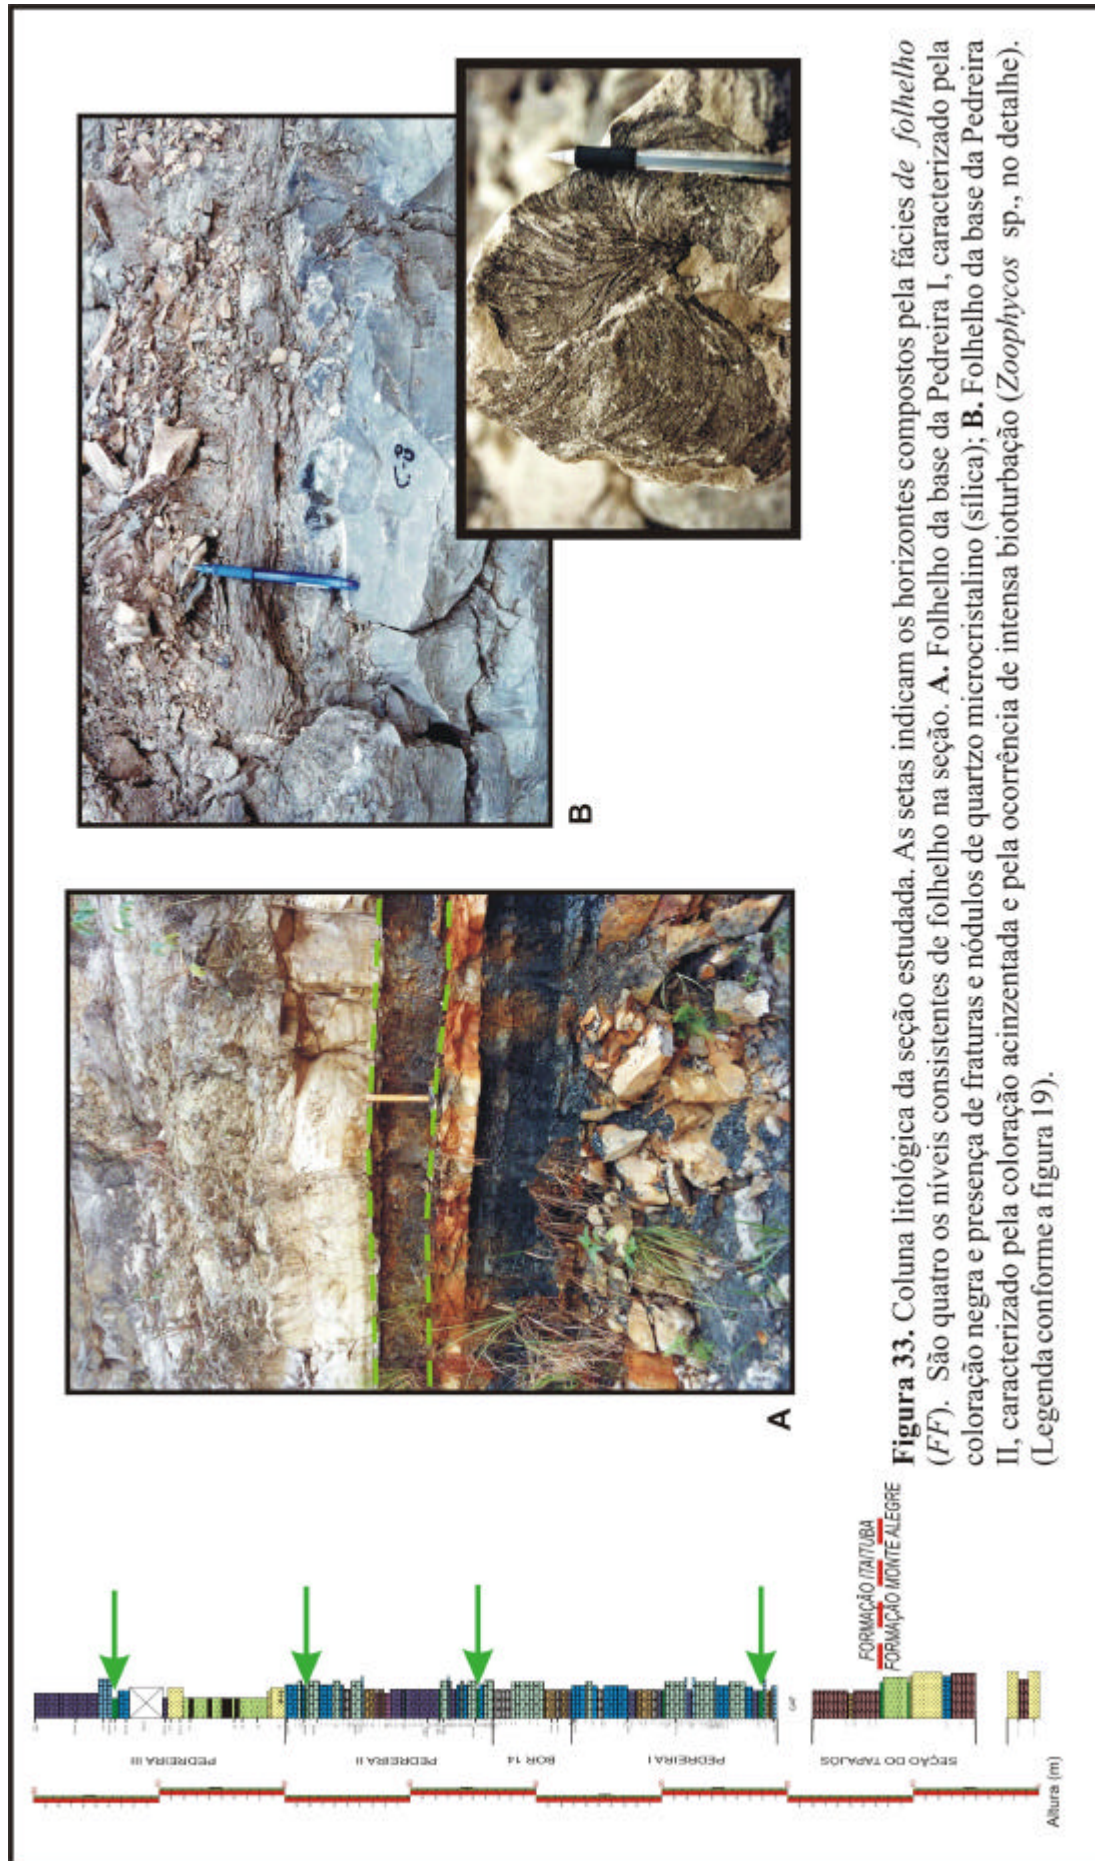 Altura (m)
SEÇÃO DO TAPAJÓS
PEDREIRA I
BOR 14
PEDREIRA II
PEDREIRA III
GAP
FORMAÇÃO ITAITUBA
FORMAÇÃO MONTE ALEGRE
A
C-8
B
Figura 33. Coluna litológica da seção estudada. As setas indicam os horizontes compostos pela fácies de folhelho
(FF). São quatro os níveis consistentes de folhelho na seção. A. Folhelho da base da Pedreira I, caracterizado pela
coloração negra e presença de fraturas e nódulos de quartzo microcristalino (sílica); B. Folhelho da base da Pedreira
II, caracterizado pela coloração acinzentada e pela ocorrência de intensa bioturbação (Zoophycos sp., no detalhe).
(Legenda conforme a figura 19).